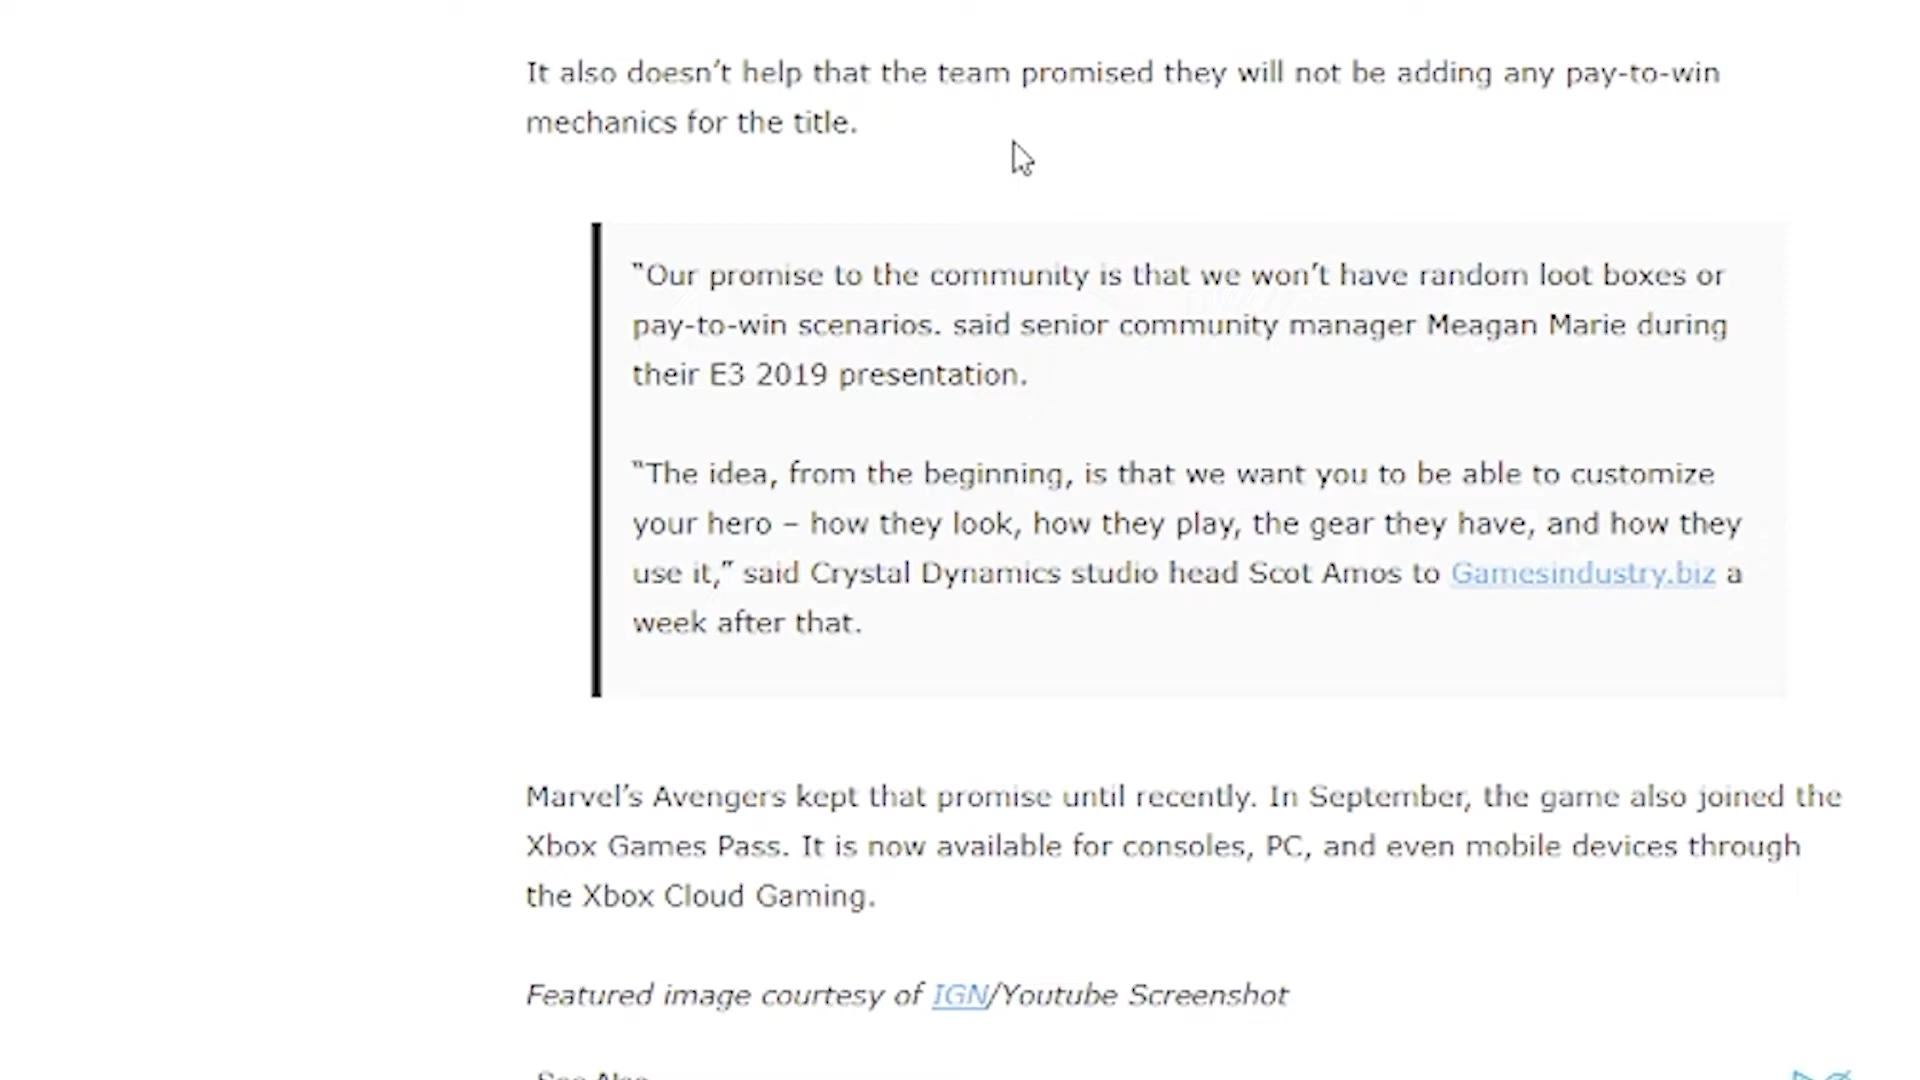 It also doesn’t help that the team promised they will not be adding any pay-to-win
mechanics for the title.
“Our promise to the community is that we won’t have random loot boxes or
pay-to-win scenarios. said senior community manager Meagan Marie during
their E3 2019 presentation.
“The idea, from the beginning, is that we want you to be able to customize
your hero – how they look, how they play, the gear they have, and how they
use it,” said Crystal Dynamics studio head Scot Amos to Gamesindustry.biz a
week after that.
Marvel’s Avengers kept that promise until recently. In September, the game also joined the
Xbox Games Pass. It is now available for consoles, PC, and even mobile devices through
the Xbox Cloud Gaming.
Featured image courtesy of IGN/Youtube Screenshot
See Also